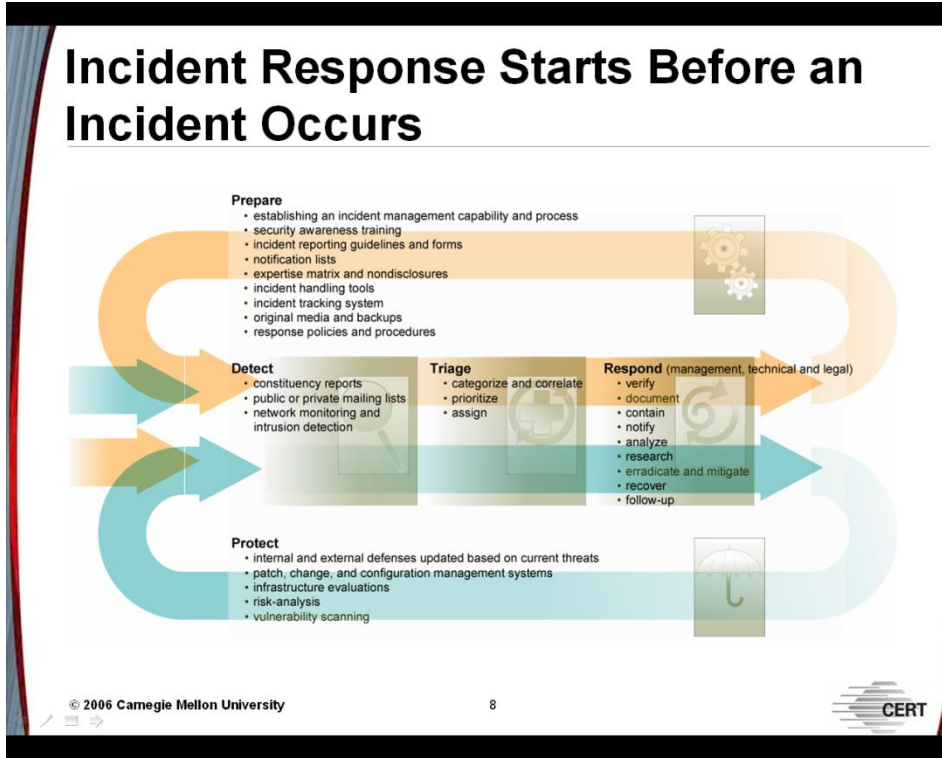 Incident Response Starts Before an
Incident Occurs
Prepare
• establishing an incident management capability and process
• security awareness training
• incident reporting guidelines and forms
• notification lists
• expertise matrix and nondisclosures
• incident handling tools
• incident tracking system
• original media and backups
• response policies and procedures
Detect
• constituency reports
• public or private mailing lists
• network monitoring and
intrusion detection
Triage
• categorize and correlate
• prioritize
• assign
Respond (management, technical and legal)
• verify
• document
• contain
• notify
• analyze
• research
• erradicate and mitigate
• recover
• follow-up
Protect
• internal and external defenses updated based on current threats
• patch, change, and configuration management systems
• infrastructure evaluations
• risk-analysis
• vulnerability scanning
© 2006 Carnegie Mellon University
8
CERT